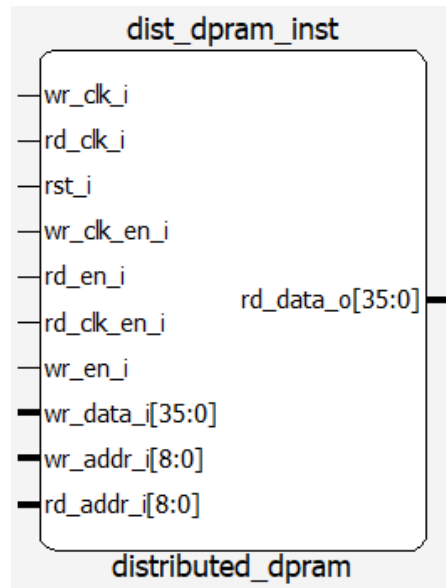 dist_dpram_inst
wr_clk_i
rd_clk_i
rst_i
wr_clk_en_i
rd_en_i
rd_data_o[35:0]
rd_clk_en_i
wr_en_i
wr_data_i[35:0]
wr_addr_i[8:0]
rd_addr_i[8:0]
distributed_dpram